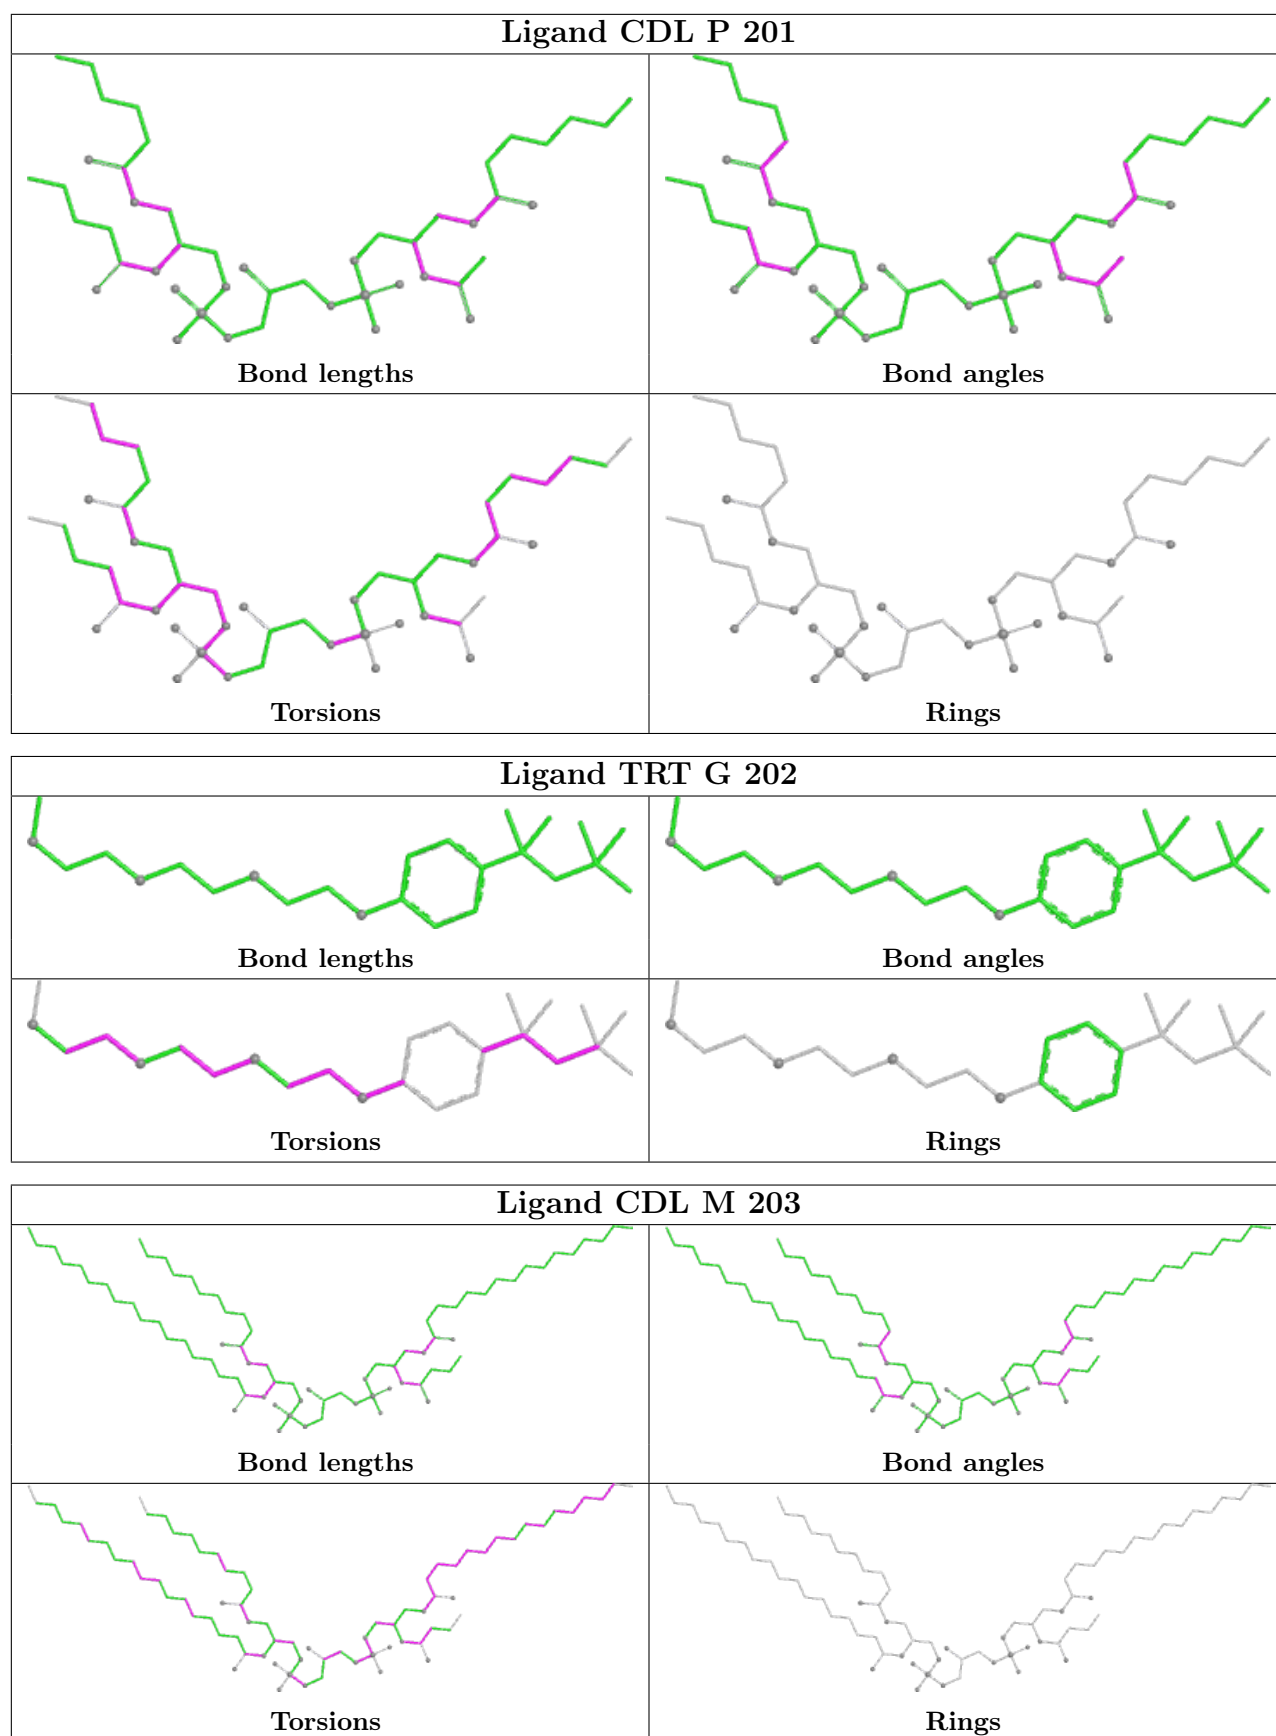 Ligand CDL P 201
Bond lengths
Bond angles
Torsions
Rings
Ligand TRT G 202
Bond lengths
Bond angles
Torsions
Rings
Ligand CDL M 203
Bond lengths
Bond angles
Torsions
Rings